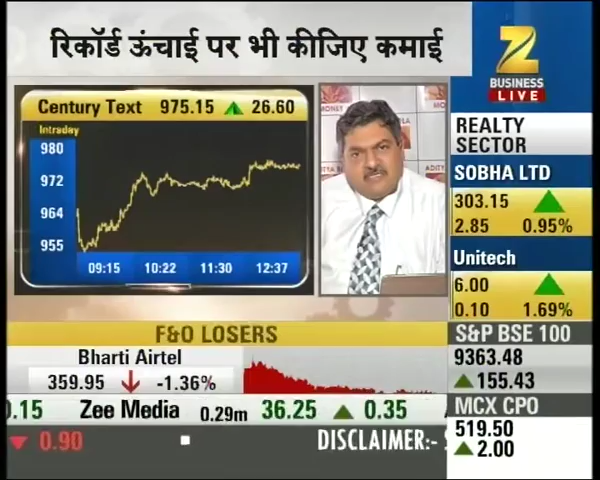 रिकॉर्ड ऊंचाई पर भी कीजिए कमाई
Z
BUSINESS
LIVE
Century Text 975.15 26.60
Intraday
980
972
964
955
09:15 10:22 11:30 12:37
MONEY
ADITYA
REALTY
SECTOR
SOBHA LTD
303.15
2.85 0.95%
Unitech
6.00
0.10 1.69%
F&O LOSERS
Bharti Airtel
359.95 -1.36%
S&P BSE 100
9363.48
155.43
MCX CPO
519.50
2.00
0.15 Zee Media 0.29m 36.25 0.35
0.90 DISCLAIMER:-